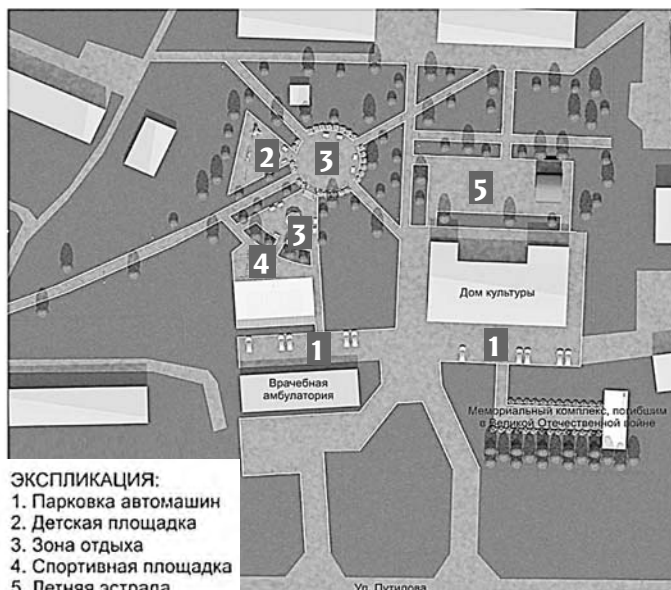 2
3
5
3
4
Дом культуры
1
1
Врачебная
амбулатория
Мемориальный комплекс, погибшим
в Великой Отечественной войне
ЭКСПЛИКАЦИЯ:
1. Парковка автомашин
2. Детская площадка
3. Зона отдыха
4. Спортивная площадка
5. Летняя эстрада
Ул. Путилова